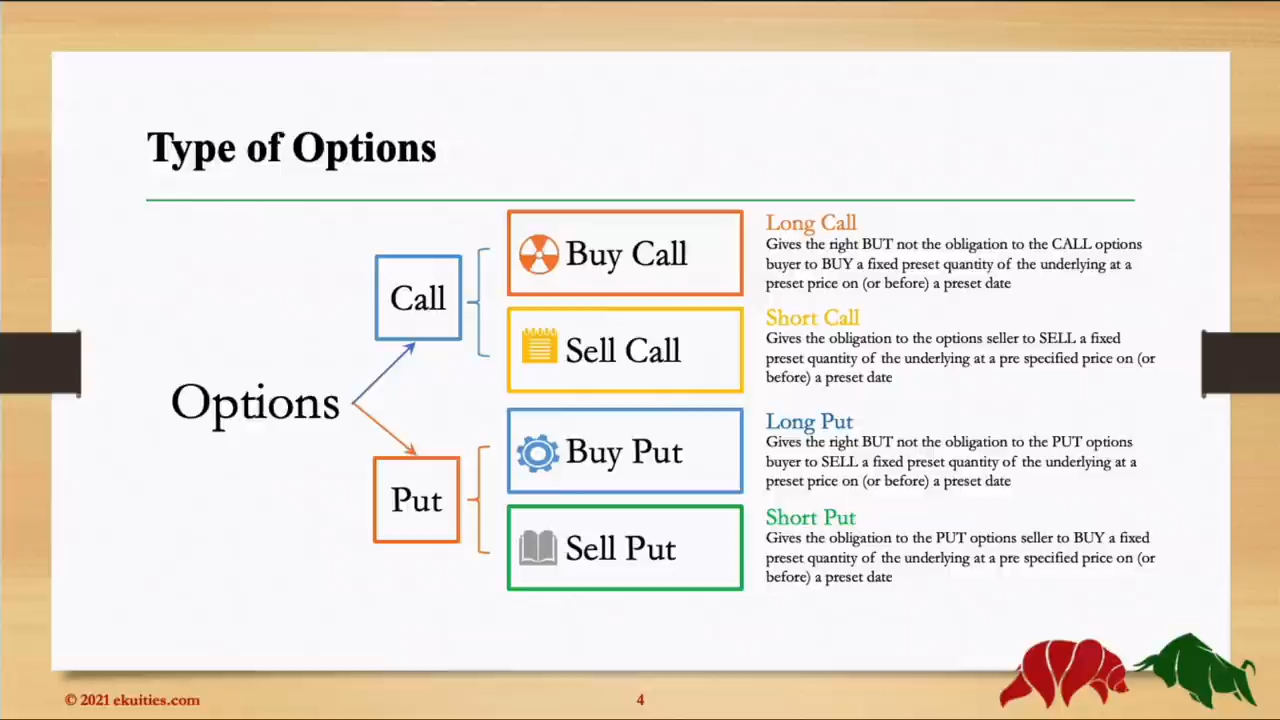 Type of Options
Options
Call
Put
Buy Call
Sell Call
Buy Put
Sell Put
Long Call
Gives the right BUT not the obligation to the CALL options
buyer to BUY a fixed preset quantity of the underlying at a
preset price on (or before) a preset date
Short Call
Gives the obligation to the options seller to SELL a fixed
preset quantity of the underlying at a pre specified price on (or
before) a preset date
Long Put
Gives the right BUT not the obligation to the PUT options
buyer to SELL a fixed preset quantity of the underlying at a
preset price on (or before) a preset date
Short Put
Gives the obligation to the PUT options seller to BUY a fixed
preset quantity of the underlying at a pre specified price on (or
before) a preset date
© 2021 ekuities.com
4